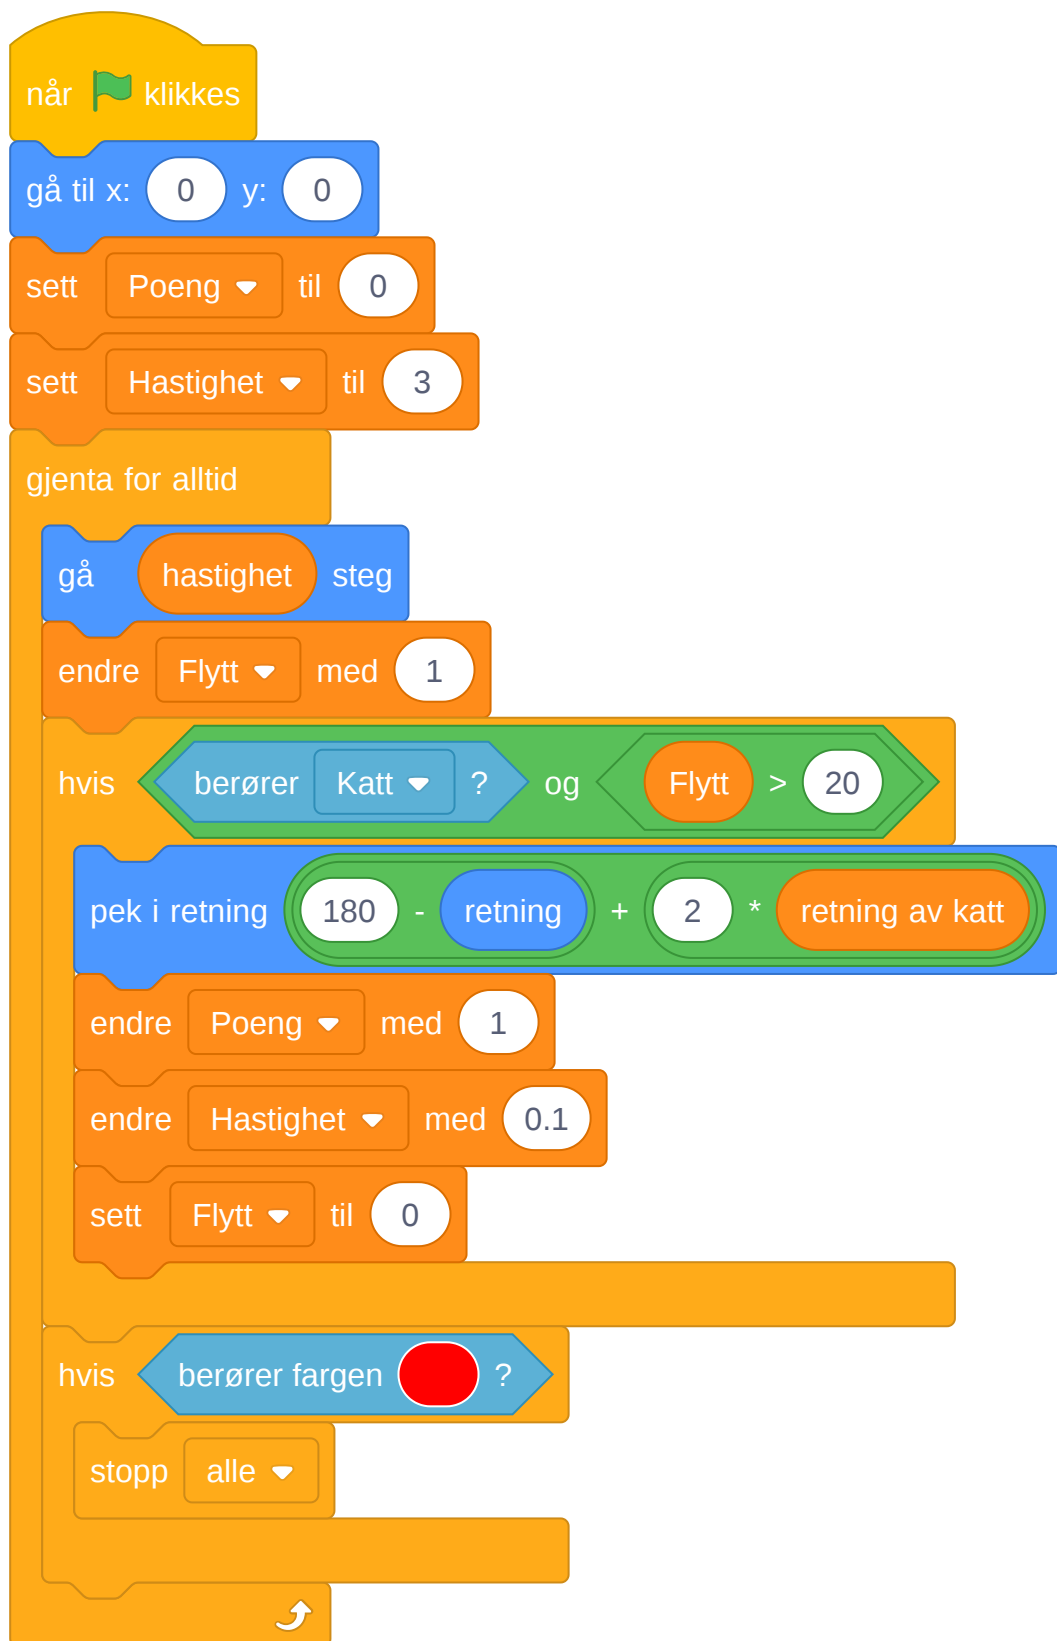 når klikkes
gå til x: 0 y: 0
sett Poeng til 0
sett Hastighet til 3
gjenta for alltid
gå hastighet steg
endre Flytt med 1
hvis berører Katt ? og Flytt > 20
pek i retning 180 - retning + 2 * retning av katt
endre Poeng med 1
endre Hastighet med 0.1
sett Flytt til 0
hvis berører fargen ?
stopp alle